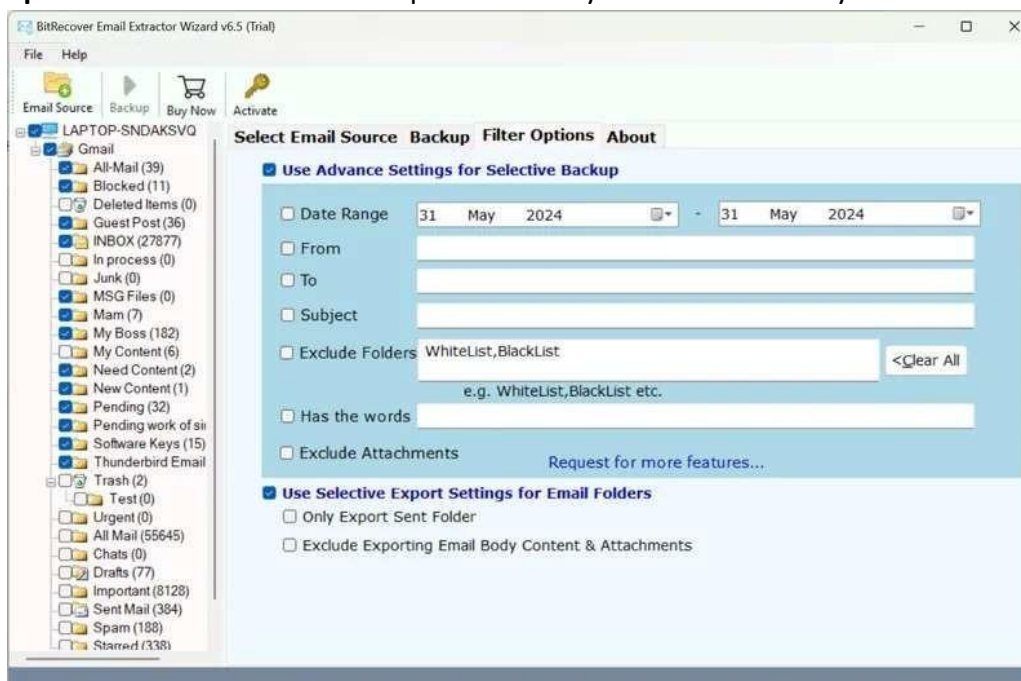 BitRecover Email Extractor Wizard v6.5 (Trial)
File Help
Email Source Backup Buy Now Activate
LAPTOP-SNDAKSVQ
Gmail
All-Mail (39)
Blocked (11)
Deleted Items (0)
Guest Post (36)
INBOX (27877)
In process (0)
Junk (0)
MSG Files (0)
Mam (7)
My Boss (182)
My Content (6)
Need Content (2)
New Content (1)
Pending (32)
Pending work of
Software Keys (15)
Thunderbird Email
Trash (2)
Test (0)
Urgent (0)
All Mail (55645)
Chats (0)
Drafts (77)
Important (8128)
Sent Mail (384)
Spam (188)
Starred (338)
Select Email Source Backup Filter Options About
Use Advance Settings for Selective Backup
Date Range 31 May 2024 - 31 May 2024
From
To
Subject
Exclude Folders WhiteList,BlackList <Clear All
e.g. WhiteList,BlackList etc.
Has the words
Exclude Attachments
Request for more features...
Use Selective Export Settings for Email Folders
Only Export Sent Folder
Exclude Exporting Email Body Content & Attachments